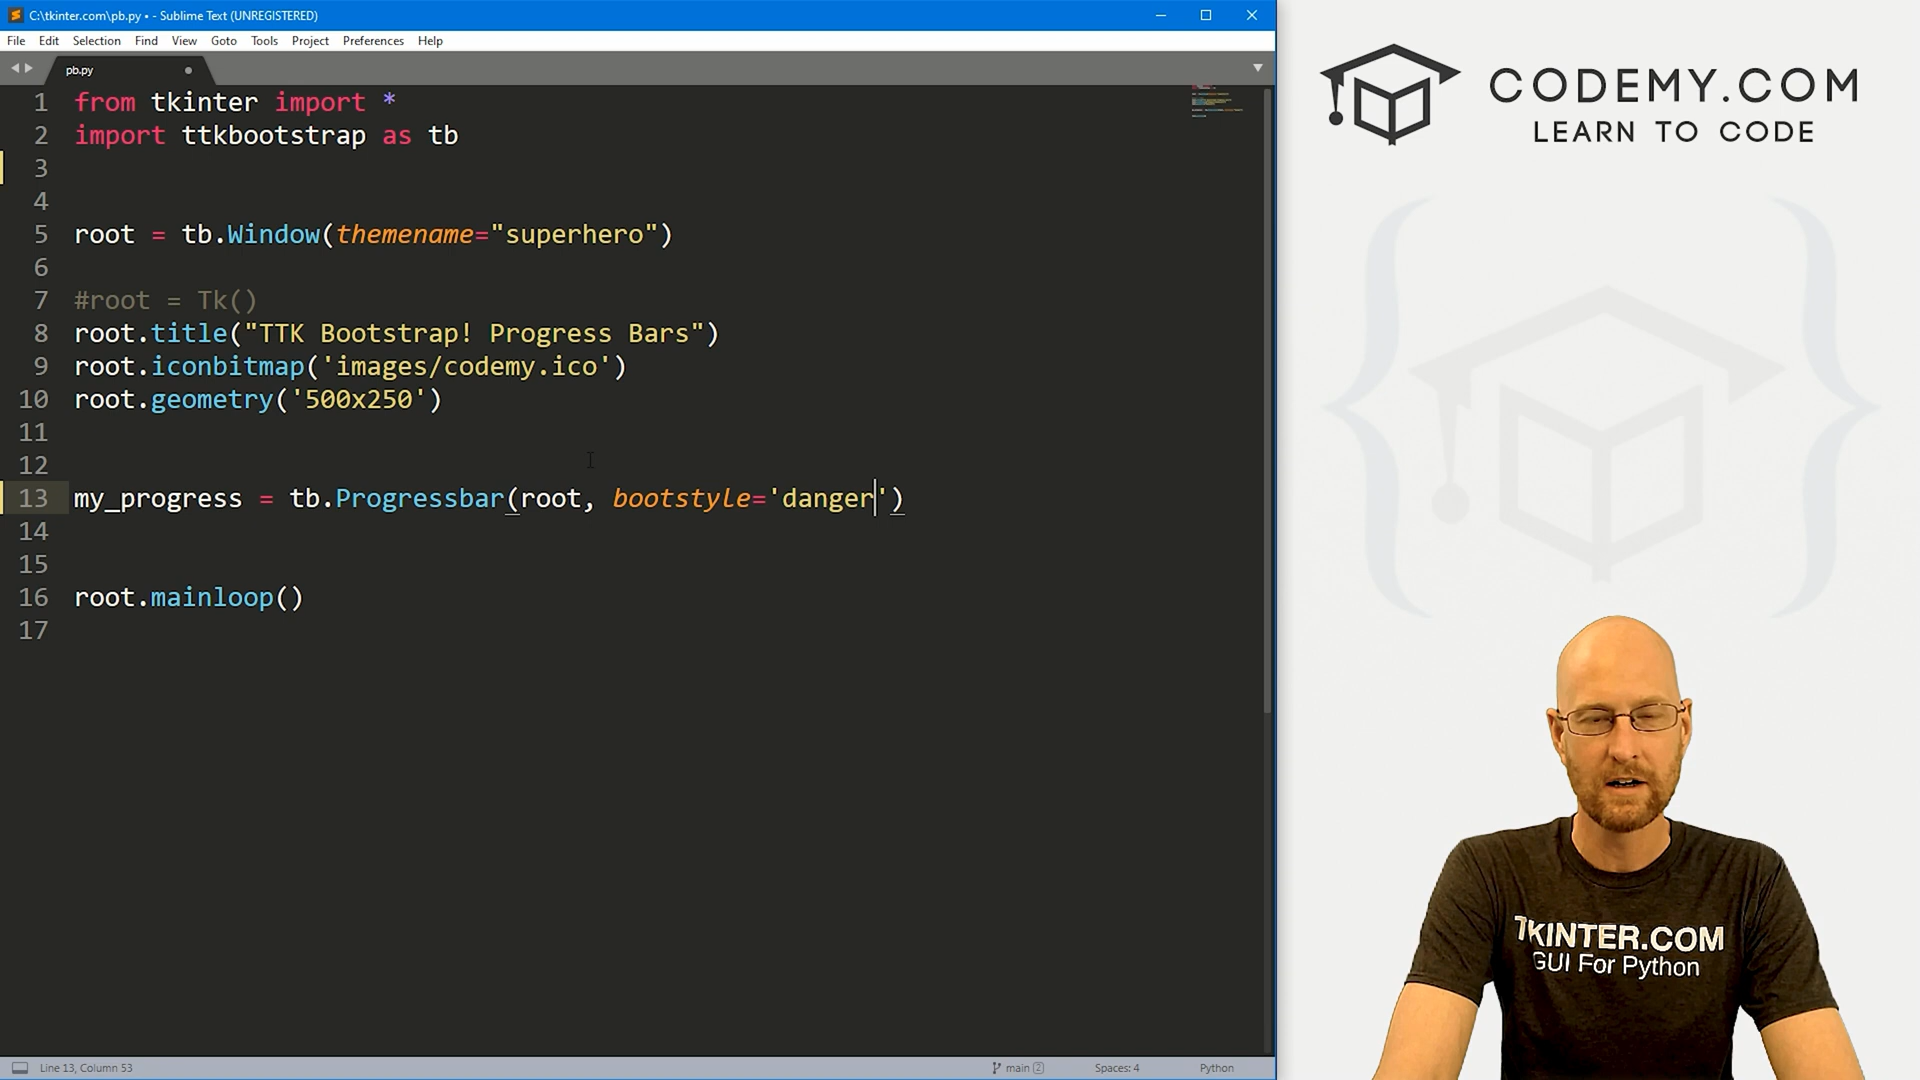 C:\tkinter.com\pb.py • - Sublime Text (UNREGISTERED)
File Edit Selection Find View Goto Tools Project Preferences Help
pb.py
1 from tkinter import *
2 import ttkbootstrap as tb
3
4
5 root = tb.Window(themename="superhero")
6
7 #root = Tk()
8 root.title("TTK Bootstrap! Progress Bars")
9 root.iconbitmap('images/codemy.ico')
10 root.geometry('500x250')
11
12
13 my_progress = tb.Progressbar(root, bootstyle='danger')
14
15
16 root.mainloop()
17
Line 13, Column 53
main 2
Spaces: 4
Python
CODEMY.COM
LEARN TO CODE
TKINTER.COM
GUI For Python